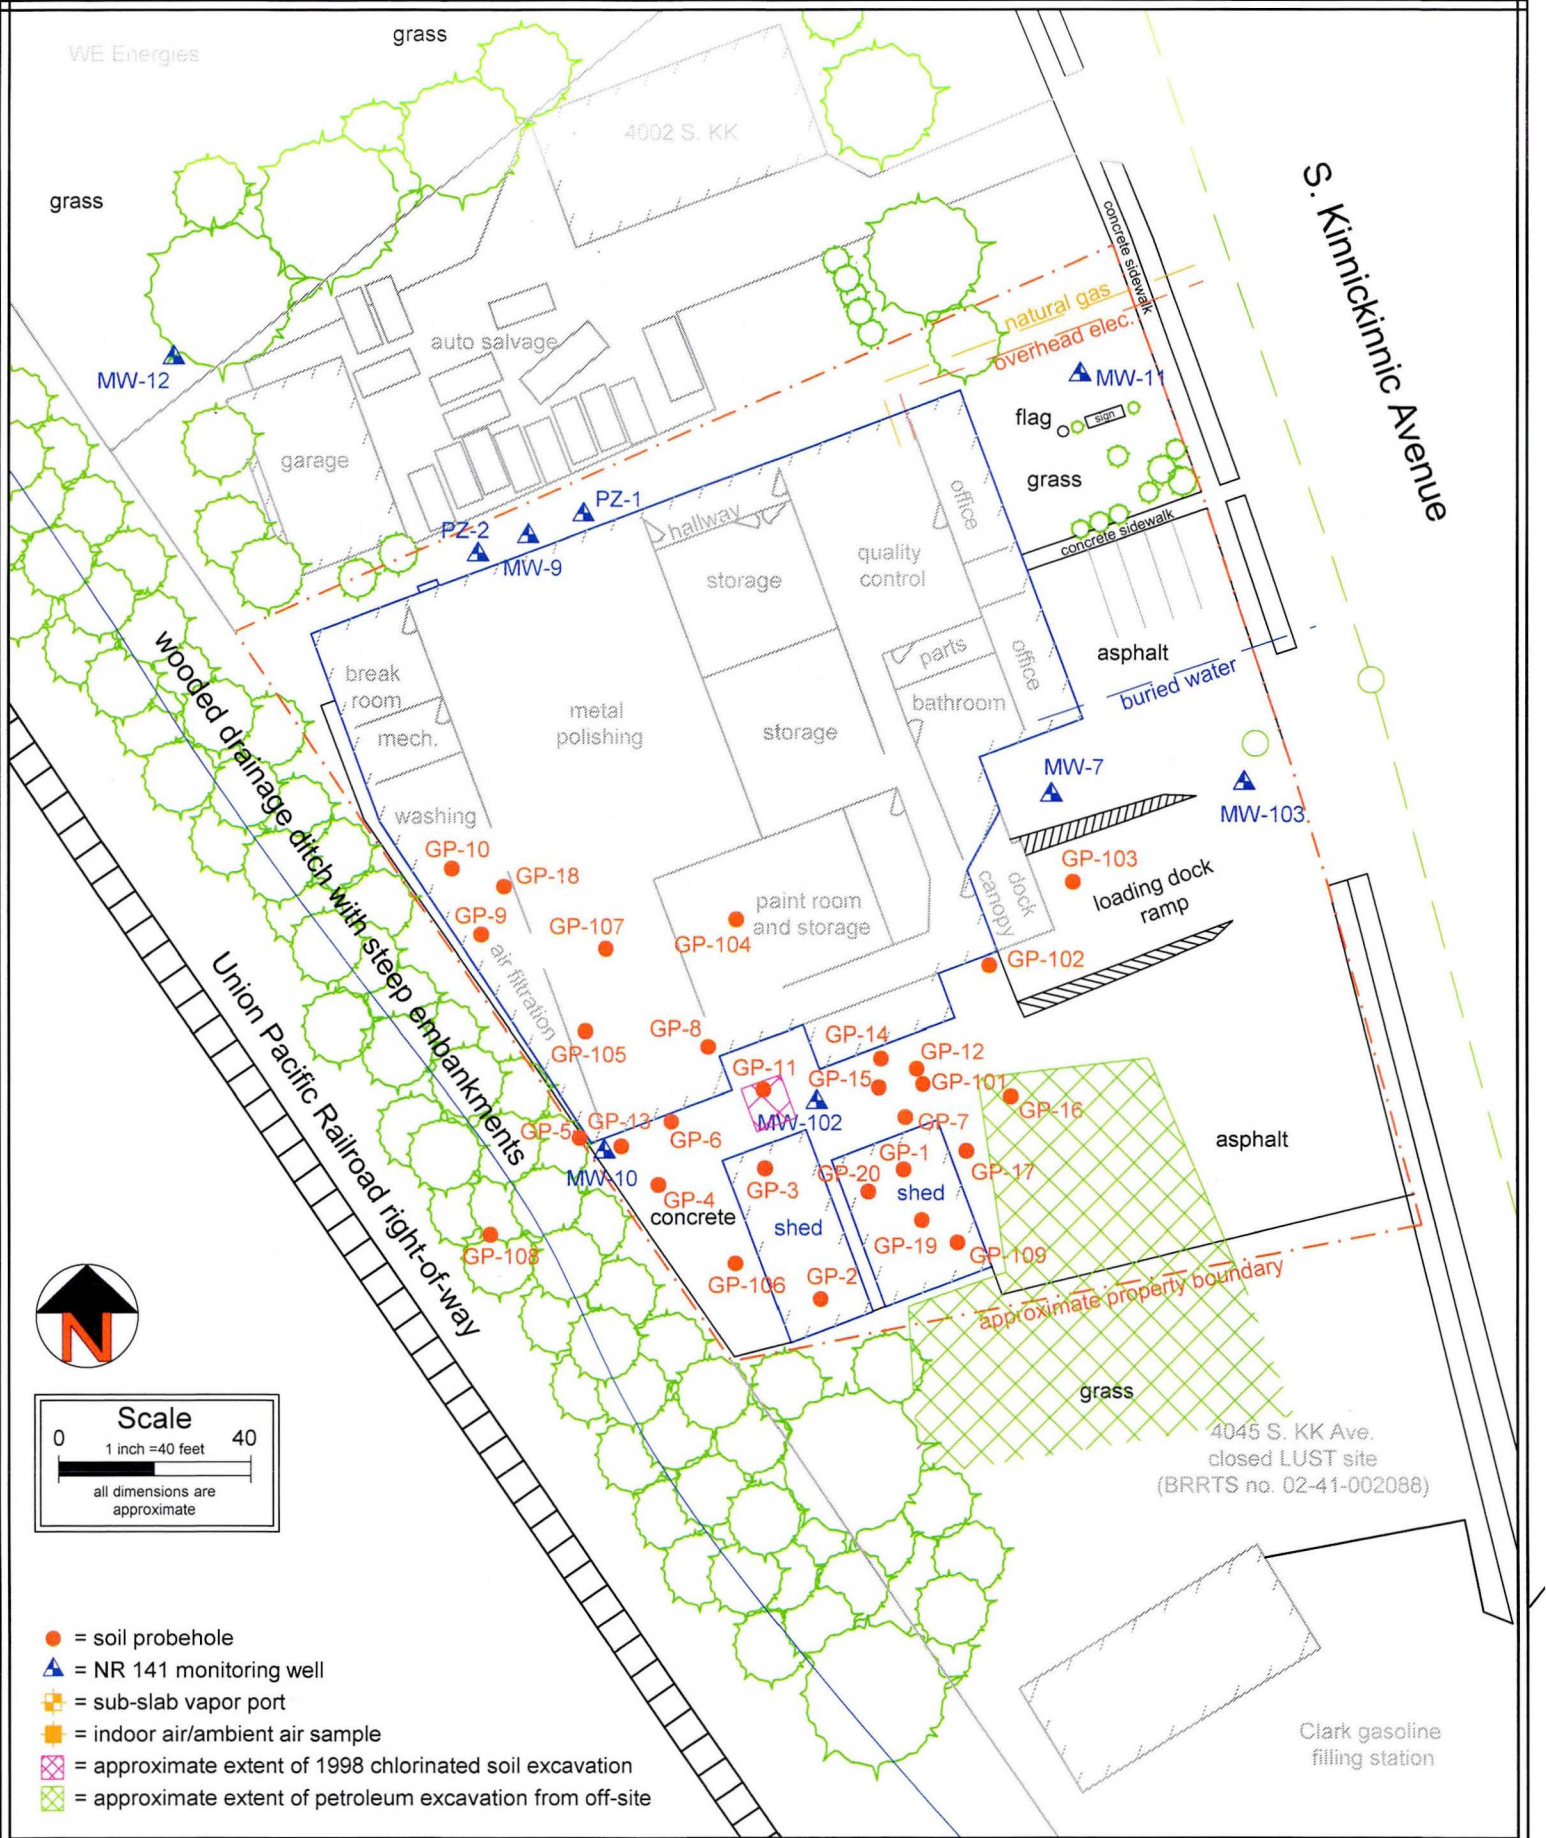 grass
WE Energies
4002 S. KK
grass
S. Kinnickinnic Avenue
concrete sidewalk
natural gas
overhead elec.
auto salvage
MW-12
MW-11
flag
sign
garage
grass
PZ-1
PZ-2
MW-9
hallway
office
concrete sidewalk
quality
control
storage
wooded drainage ditch with steep embankments
break
room
parts
office
asphalt
buried water
bathroom
metal
polishing
storage
mech.
MW-7
MW-103
washing
GP-10
GP-18
GP-103
loading dock
ramp
dock
canopy
paint room
and storage
GP-9
GP-107
GP-104
air filtration
GP-102
Union Pacific Railroad right-of-way
GP-8
GP-14
GP-105
GP-12
GP-11
GP-15
GP-101
GP-16
MW-102
GP-5
GP-13
GP-6
GP-7
asphalt
GP-1
GP-17
MW-10
GP-20
GP-3
GP-4
shed
concrete
shed
GP-19
GP-109
GP-108
GP-106
GP-2
approximate property boundary
N
grass
Scale
0 40
1 inch =40 feet
all dimensions are
approximate
4045 S. KK Ave.
closed LUST site
(BRRTS no. 02-41-002088)
Clark gasoline
filling station
= soil probehole
= NR 141 monitoring well
= sub-slab vapor port
= indoor air/ambient air sample
= approximate extent of 1998 chlorinated soil excavation
= approximate extent of petroleum excavation from off-site